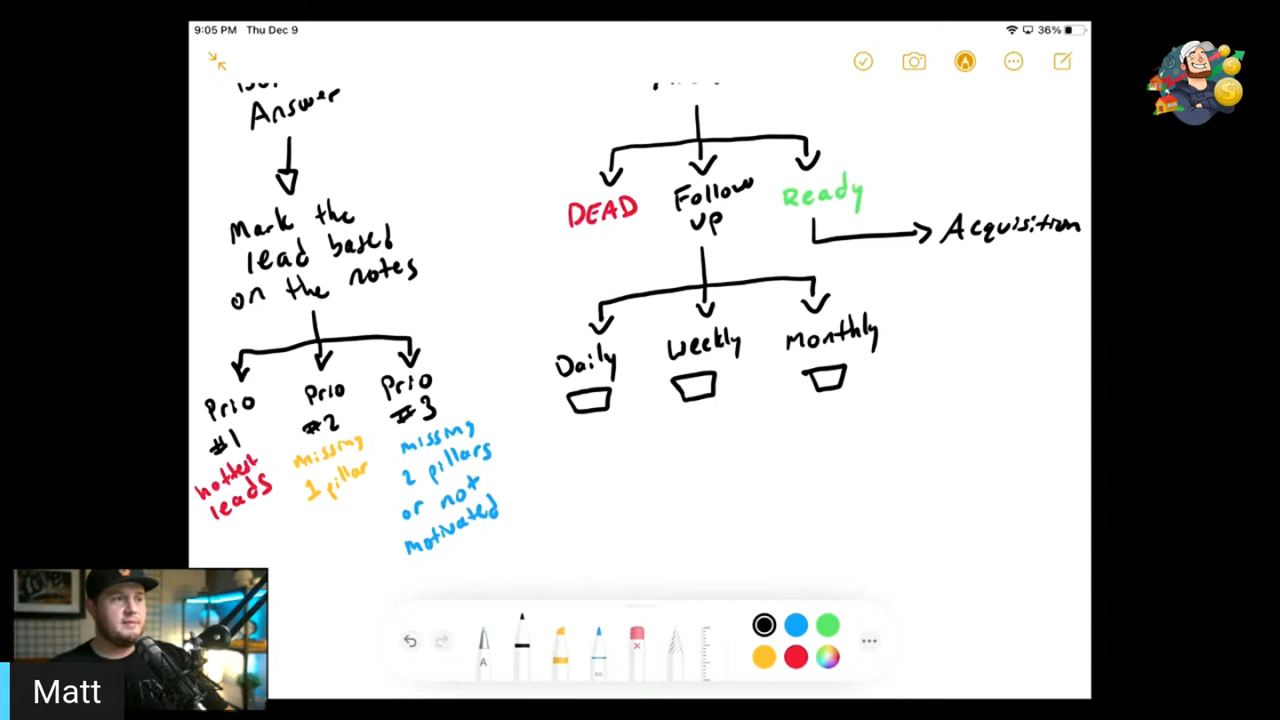 9:05 PM Thu Dec 9
36%
Answer
Mark the
lead based
on the notes
Prio
#1
hottest
leads
Prio
#2
missing
1 pillar
Prio
#3
missing
2 pillars
or not
motivated
DEAD
Follow
up
Ready
Acquisition
Daily
Weekly
Monthly
A
Matt